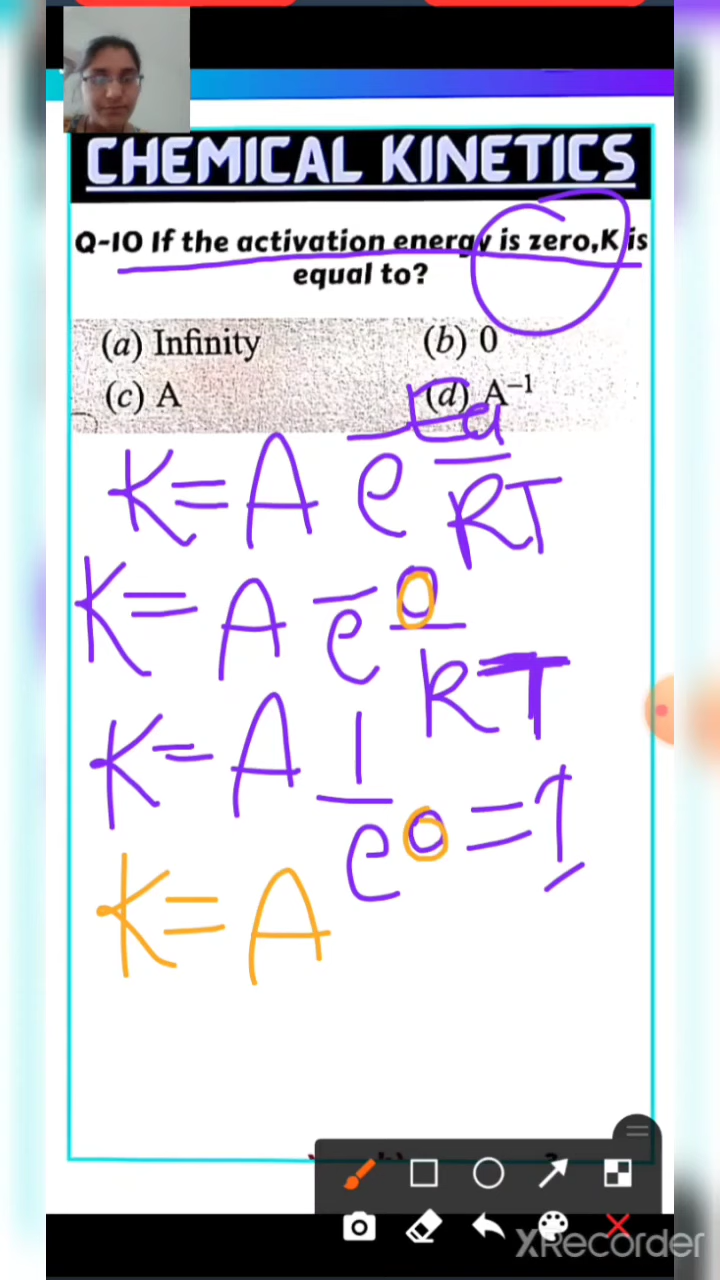 CHEMICAL KINETICS
Q-10 If the activation energy is zero,K is
equal to?
(a) Infinity (b) 0
(c) A (d) A⁻¹
K = A e -Ea/RT
K = A e -0/RT
K = A 1/e⁰ = 1
K = A
XRecorder